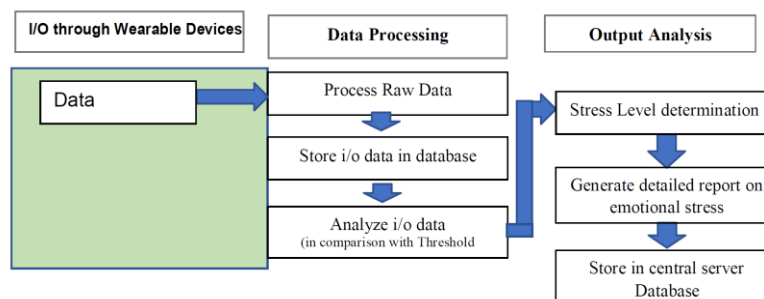 I/O through Wearable Devices
Data Processing
Output Analysis
Data
Process Raw Data
Store i/o data in database
Analyze i/o data
(in comparison with Threshold
Stress Level determination
Generate detailed report on
emotional stress
Store in central server
Database